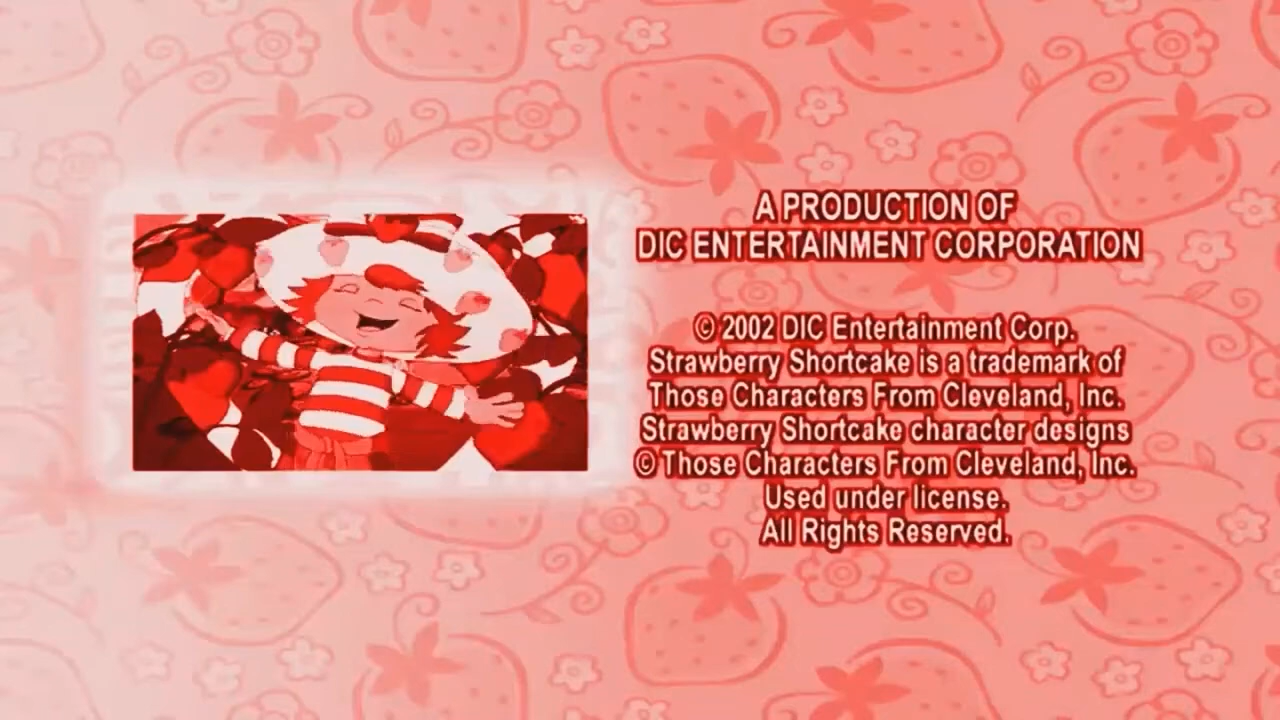 A PRODUCTION OF
DIC ENTERTAINMENT CORPORATION
© 2002 DIC Entertainment Corp.
Strawberry Shortcake is a trademark of
Those Characters From Cleveland, Inc.
Strawberry Shortcake character designs
© Those Characters From Cleveland, Inc.
Used under license.
All Rights Reserved.